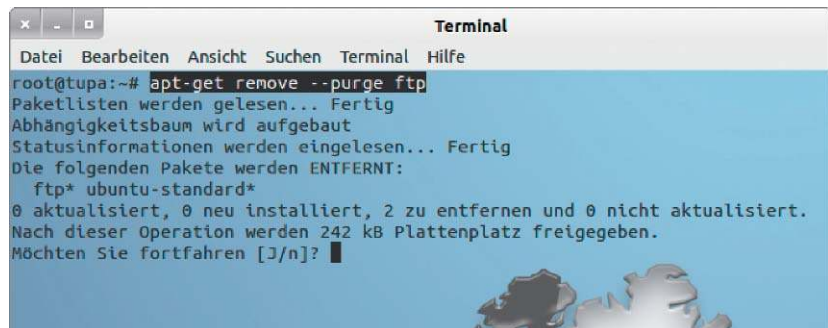 Terminal
Datei Bearbeiten Ansicht Suchen Terminal Hilfe
root@tupa:~# apt-get remove --purge ftp
Paketlisten werden gelesen... Fertig
Abhängigkeitsbaum wird aufgebaut
Statusinformationen werden eingelesen... Fertig
Die folgenden Pakete werden ENTFERNT:
  ftp* ubuntu-standard*
0 aktualisiert, 0 neu installiert, 2 zu entfernen und 0 nicht aktualisiert.
Nach dieser Operation werden 242 kB Plattenplatz freigegeben.
Möchten Sie fortfahren [J/n]?